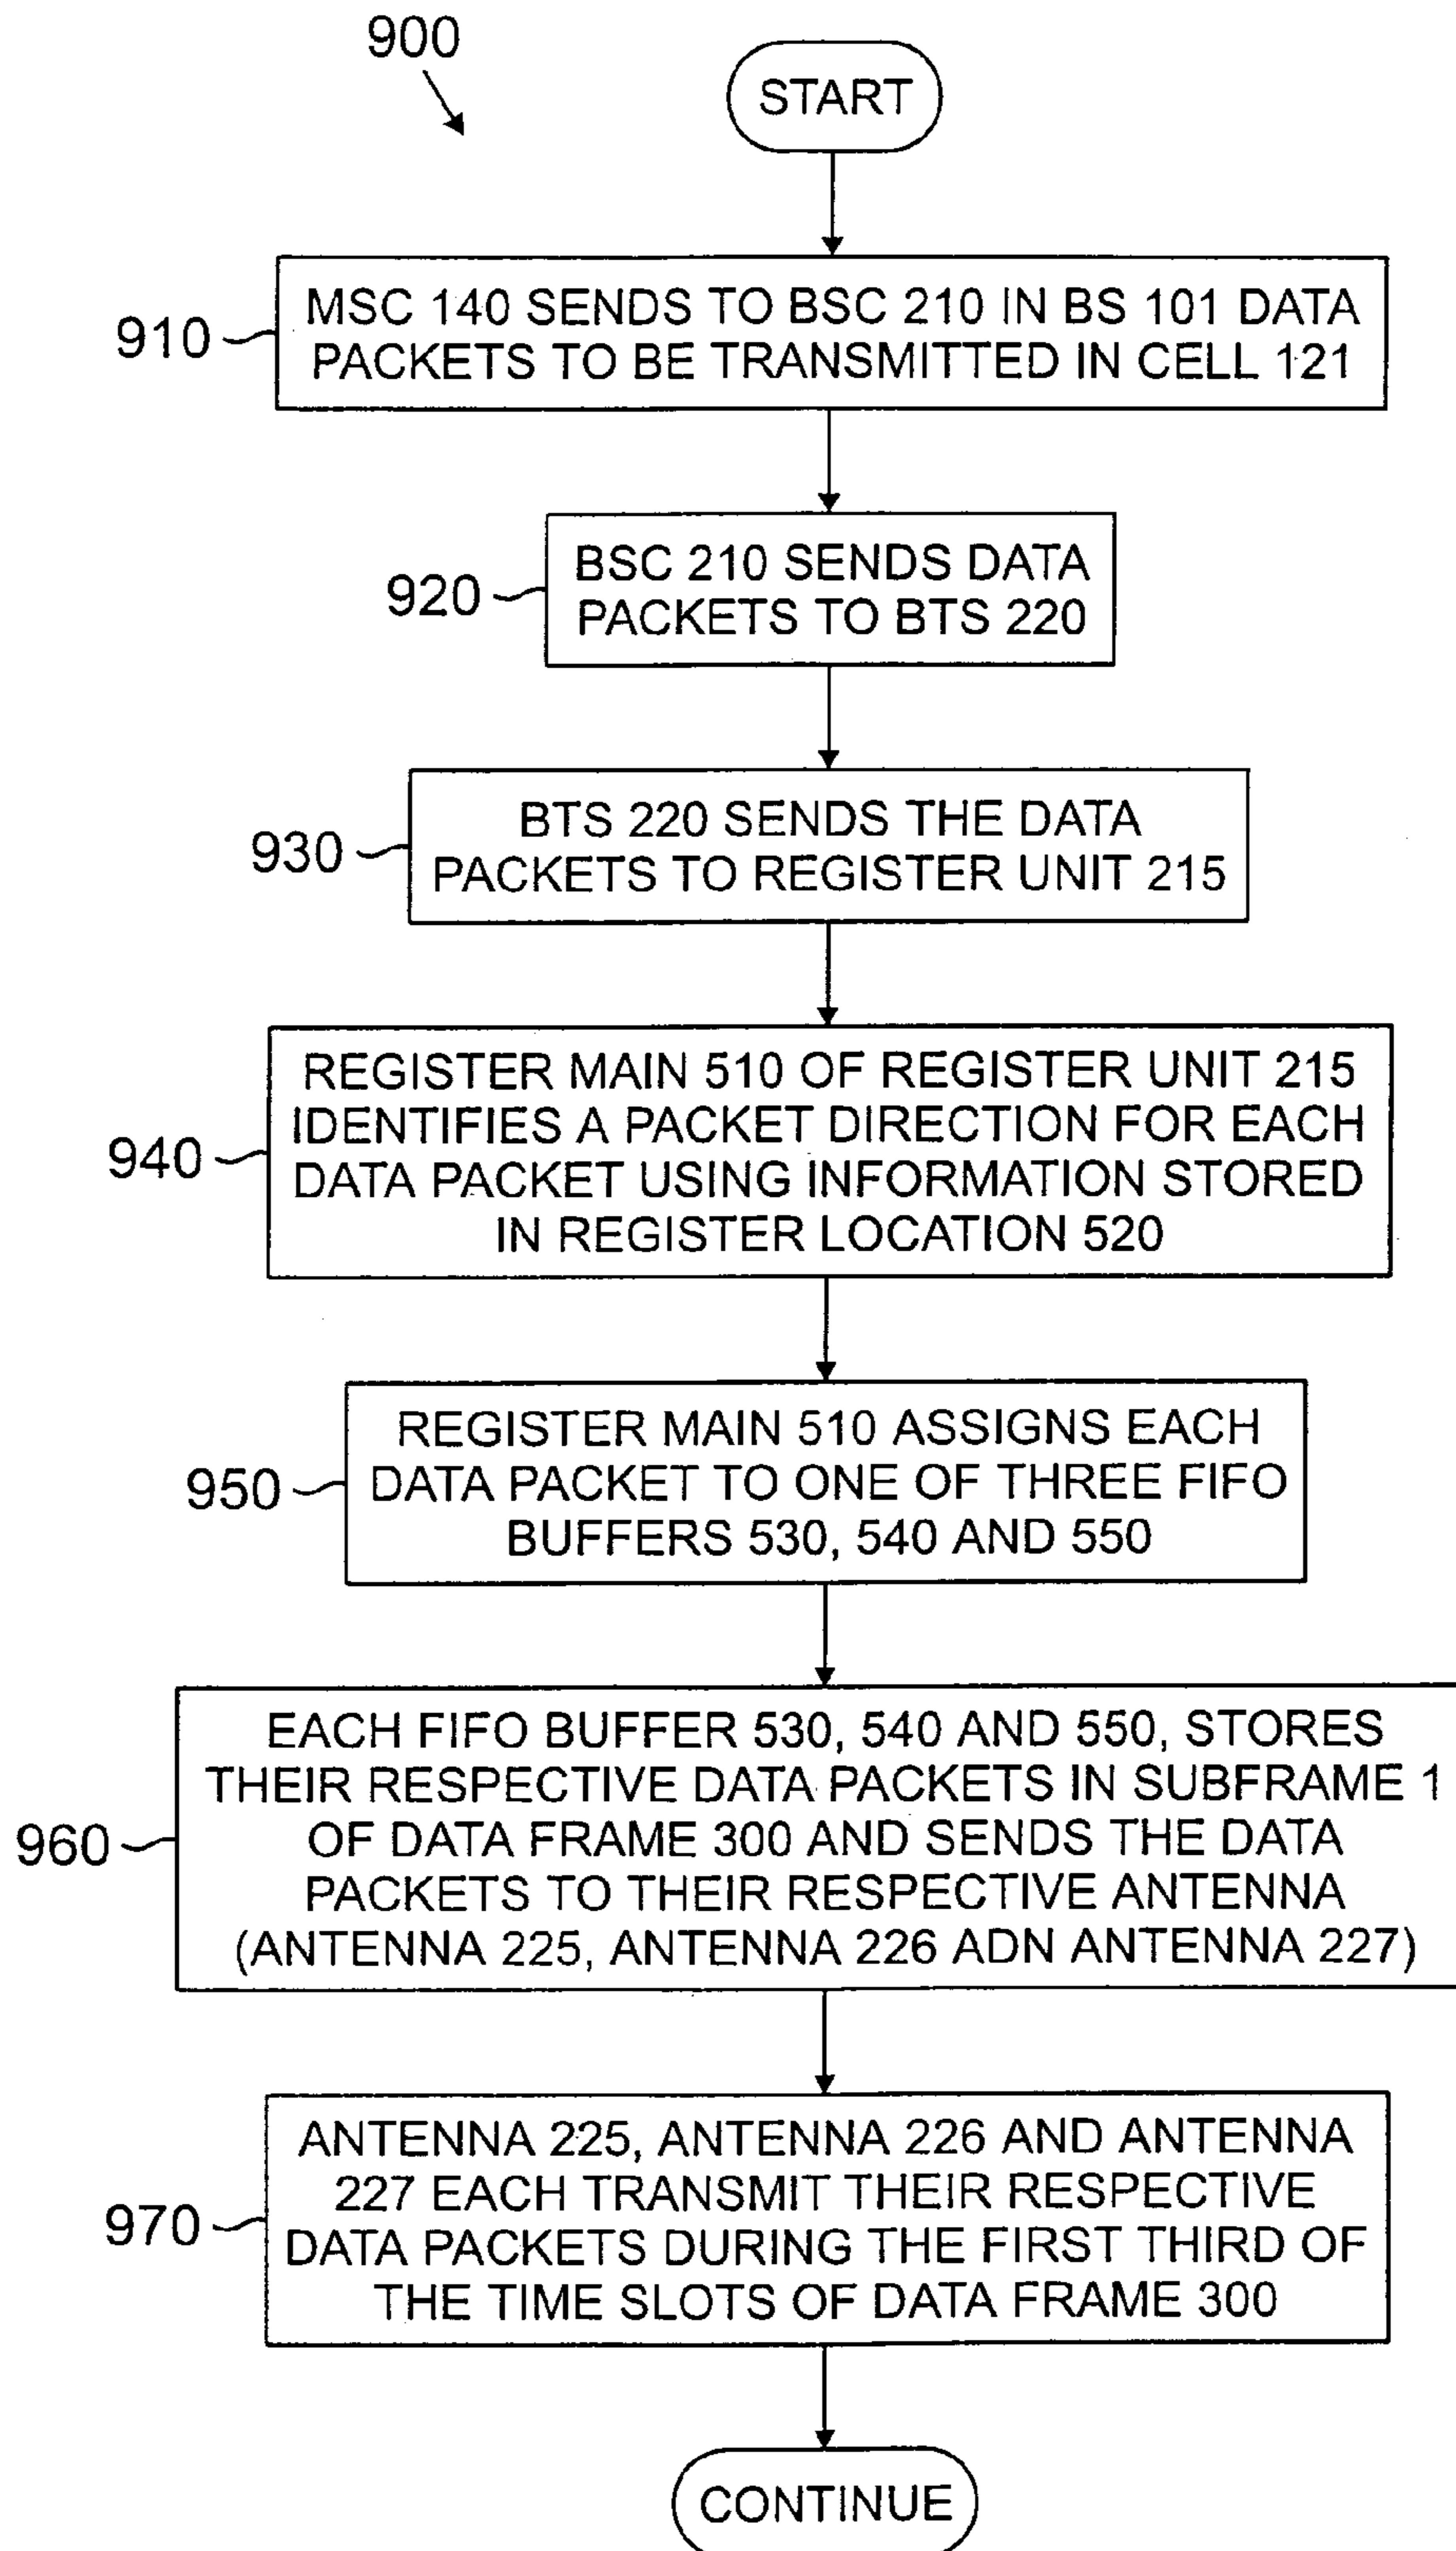 900
START
910
MSC 140 SENDS TO BSC 210 IN BS 101 DATA
PACKETS TO BE TRANSMITTED IN CELL 121
920
BSC 210 SENDS DATA
PACKETS TO BTS 220
930
BTS 220 SENDS THE DATA
PACKETS TO REGISTER UNIT 215
940
REGISTER MAIN 510 OF REGISTER UNIT 215
IDENTIFIES A PACKET DIRECTION FOR EACH
DATA PACKET USING INFORMATION STORED
IN REGISTER LOCATION 520
950
REGISTER MAIN 510 ASSIGNS EACH
DATA PACKET TO ONE OF THREE FIFO
BUFFERS 530, 540 AND 550
960
EACH FIFO BUFFER 530, 540 AND 550, STORES
THEIR RESPECTIVE DATA PACKETS IN SUBFRAME 1
OF DATA FRAME 300 AND SENDS THE DATA
PACKETS TO THEIR RESPECTIVE ANTENNA
(ANTENNA 225, ANTENNA 226 ADN ANTENNA 227)
970
ANTENNA 225, ANTENNA 226 AND ANTENNA
227 EACH TRANSMIT THEIR RESPECTIVE
DATA PACKETS DURING THE FIRST THIRD OF
THE TIME SLOTS OF DATA FRAME 300
CONTINUE